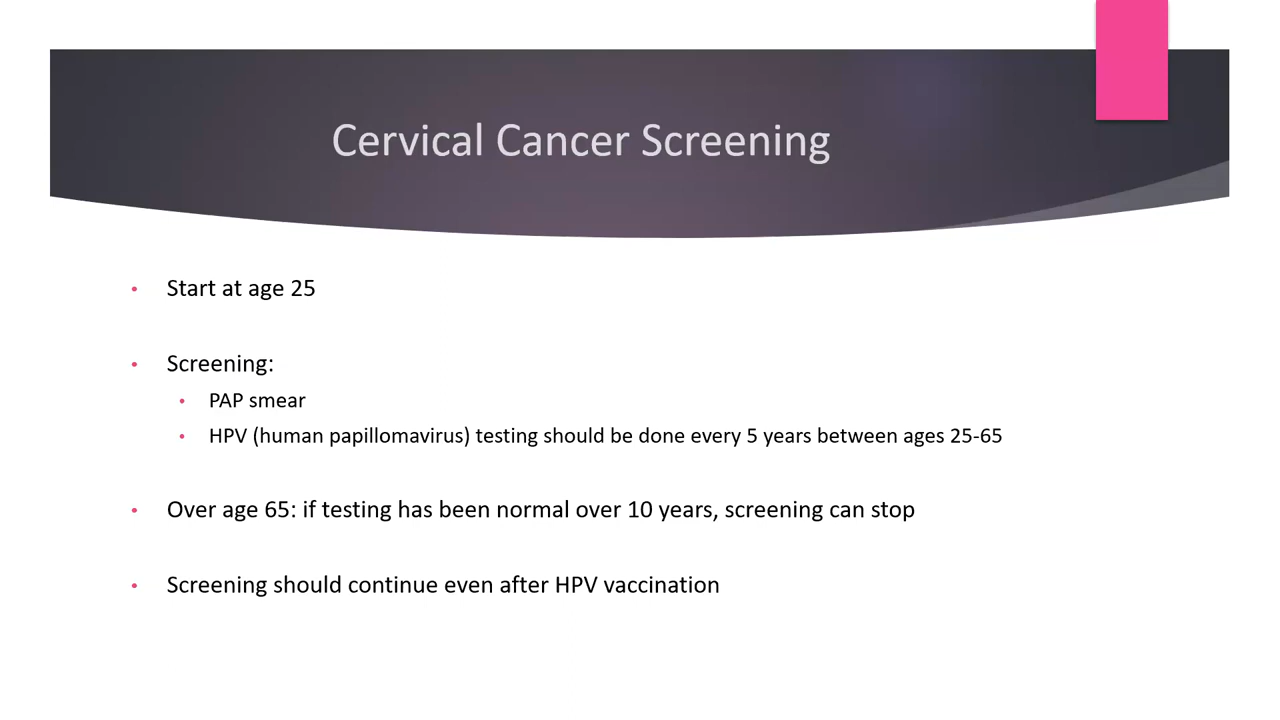 Cervical Cancer Screening
• Start at age 25
• Screening:
• PAP smear
• HPV (human papillomavirus) testing should be done every 5 years between ages 25-65
• Over age 65: if testing has been normal over 10 years, screening can stop
• Screening should continue even after HPV vaccination